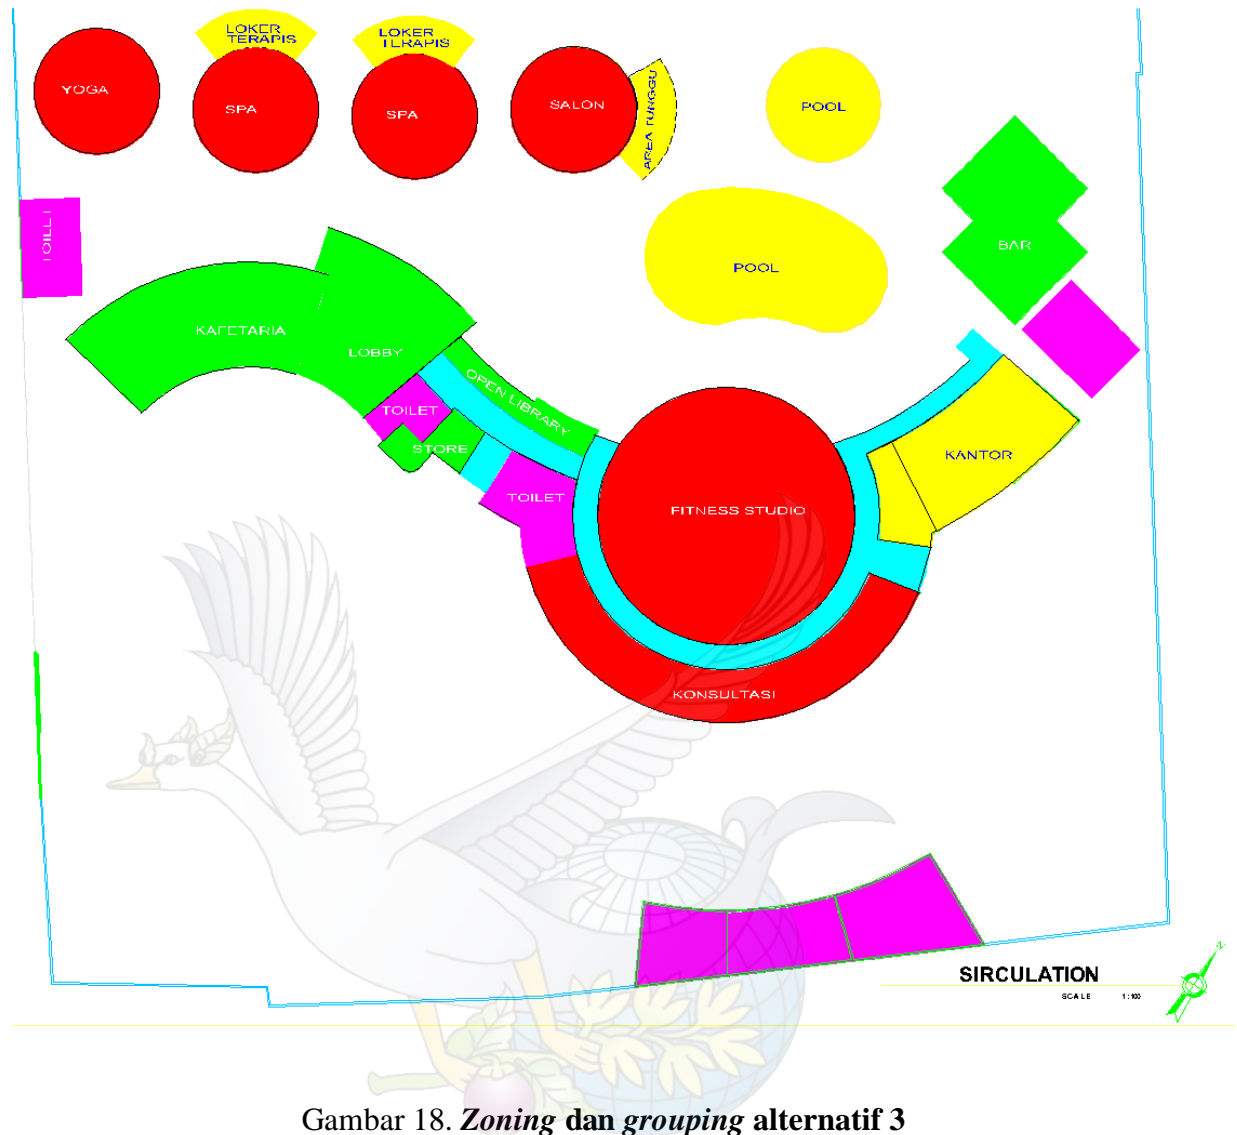 LOKER
TERAPIS
LOKER
TERAPIS
YOGA
SPA
SPA
SALON
AREA TUNGGU
POOL
TOILET
BAR
POOL
KAFETARIA
LOBBY
OPEN LIBRARY
TOILET
STORE
KANTOR
TOILET
FITNESS STUDIO
KONSULTASI
SIRCULATION
SCALE 1:100
Gambar 18. Zoning dan grouping alternatif 3